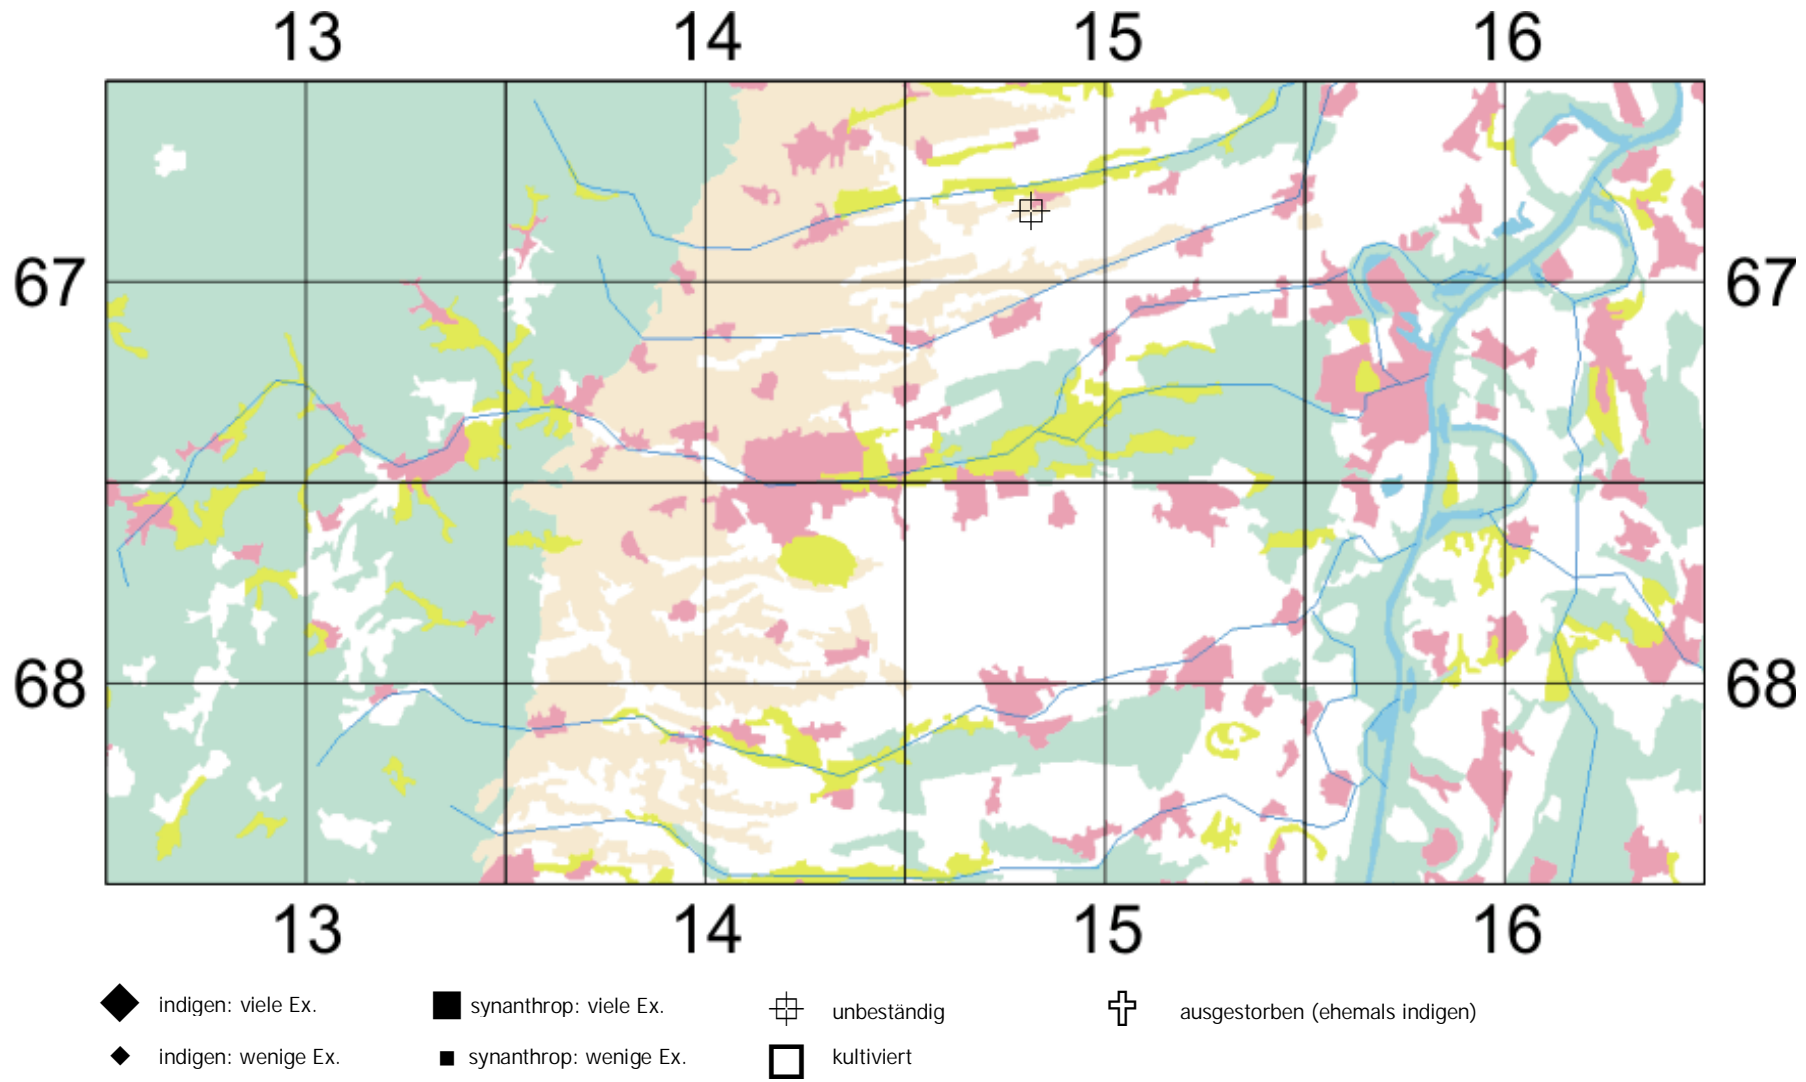 13 14 15 16
67 67
68 68
13 14 15 16
indigen: viele Ex. synanthrop: viele Ex. unbeständig ausgestorben (ehemals indigen)
indigen: wenige Ex. synanthrop: wenige Ex. kultiviert